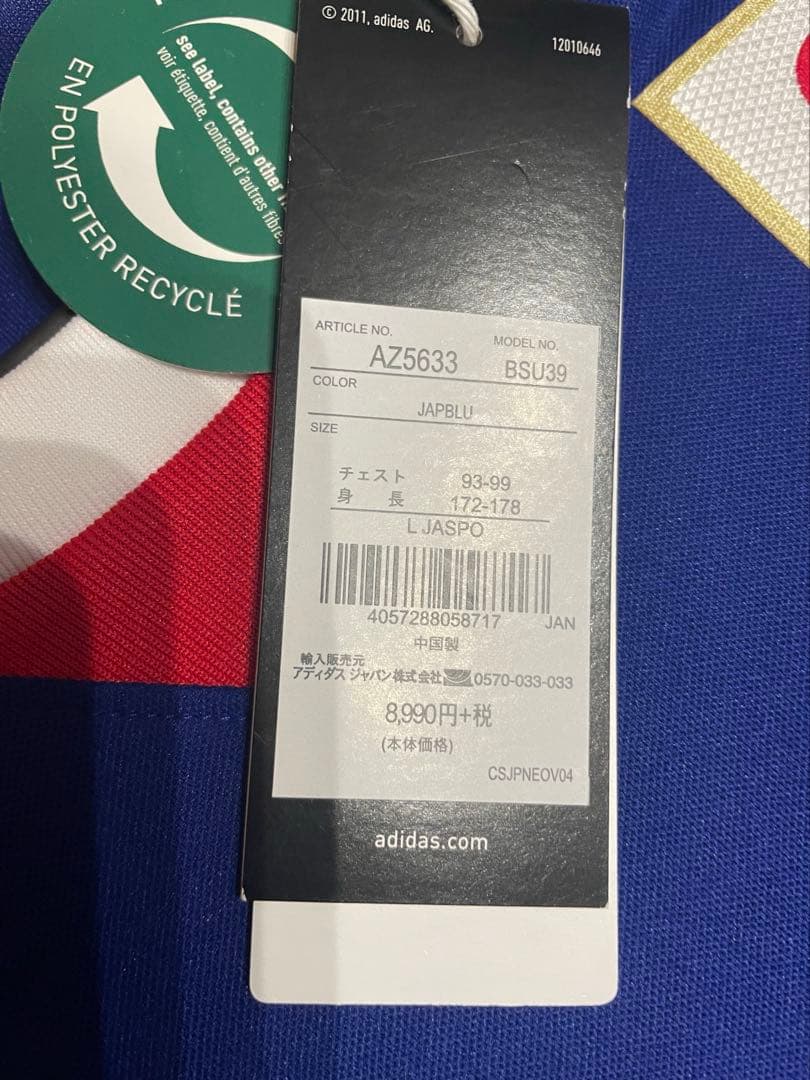 © 2011, adidas AG.
12010646
see label, contains other
voir étiquette, contient d'autres fibres
EN POLYESTER RECYCLÉ
ARTICLE NO.
MODEL NO.
AZ5633
BSU39
COLOR
JAPBLU
SIZE
チェスト 93-99
身 長 172-178
L JASPO
4057288058717 JAN
中国製
輸入販売元
アディダス ジャパン株式会社 0570-033-033
8,990円+税
(本体価格)
CSJPNEOV04
adidas.com